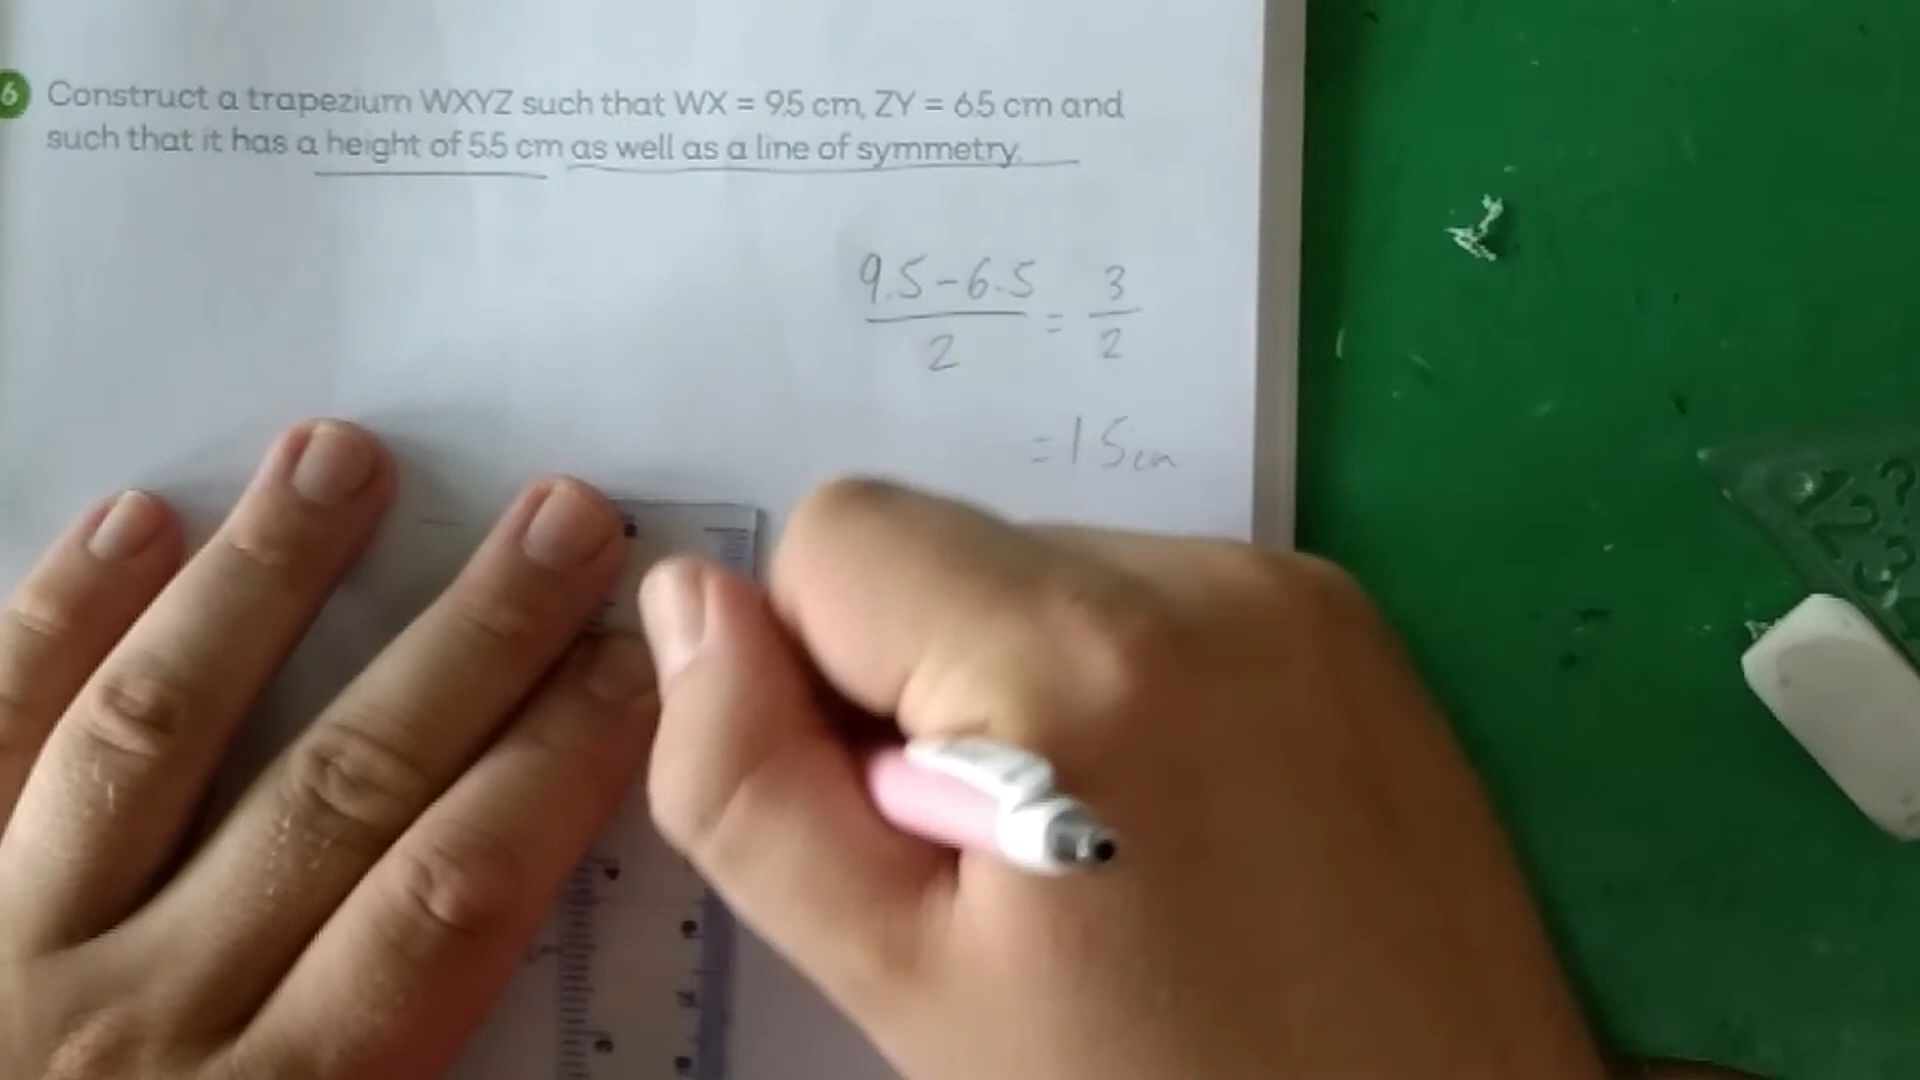 6 Construct a trapezium WXYZ such that WX = 9.5 cm, ZY = 6.5 cm and
such that it has a height of 5.5 cm as well as a line of symmetry.
9.5-6.5
2
= 3
2
= 1.5cm
12
3